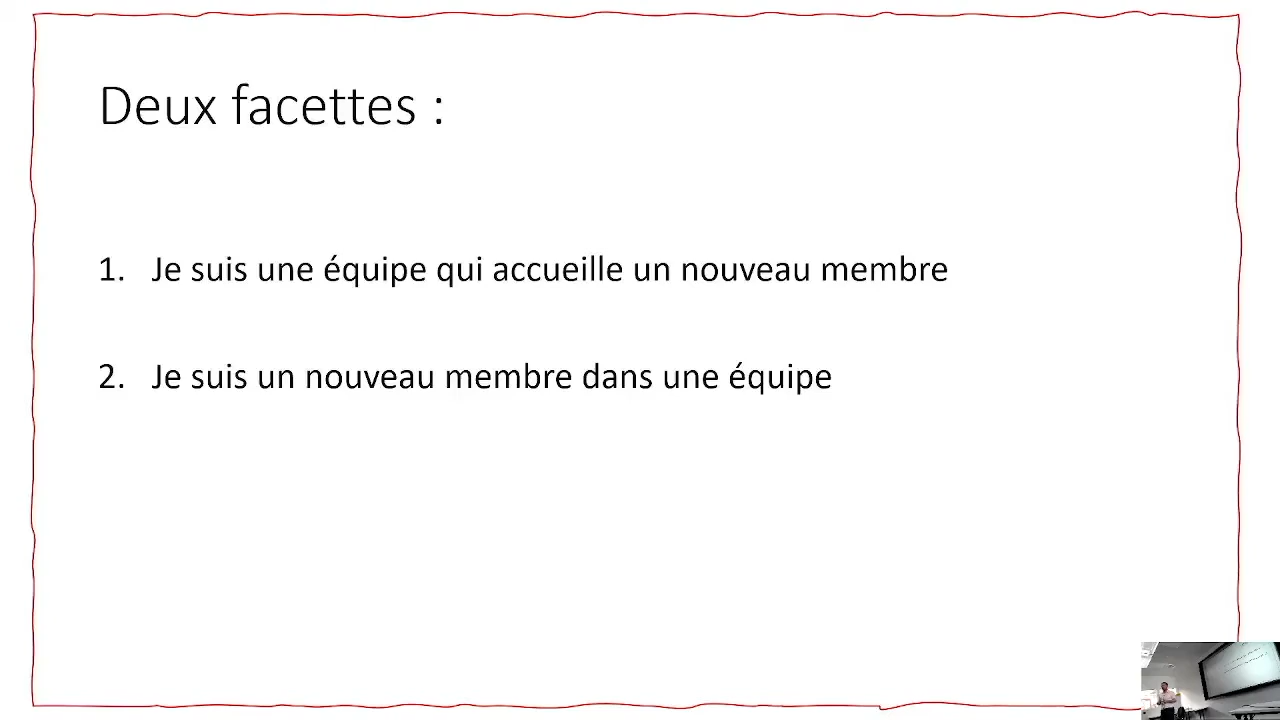 Deux facettes :
1. Je suis une équipe qui accueille un nouveau membre
2. Je suis un nouveau membre dans une équipe